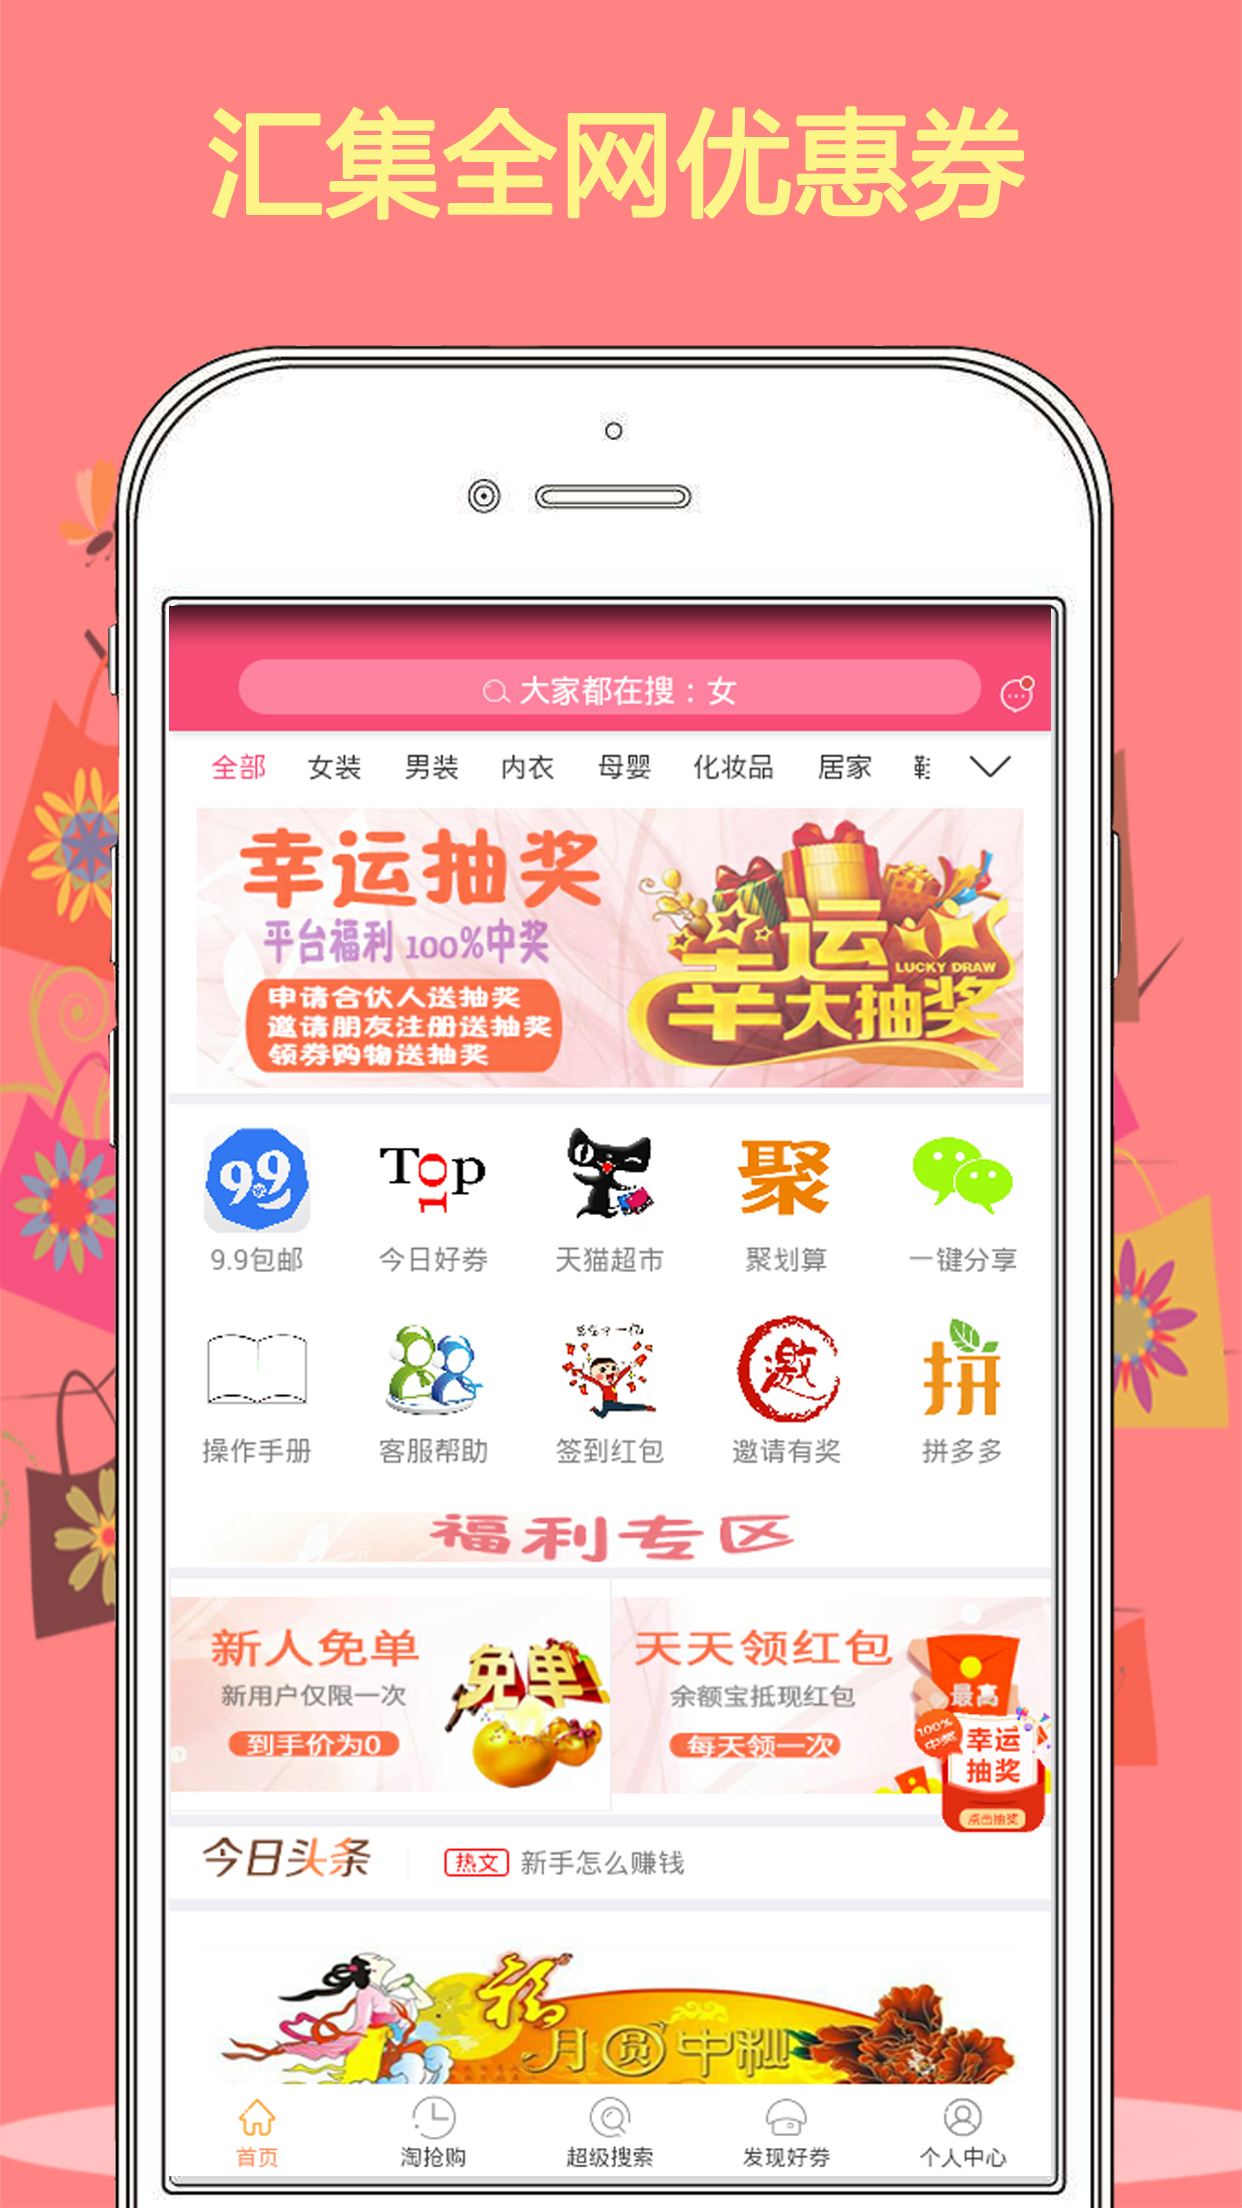 汇集全网优惠券
大家都在搜：女
全部 女装 男装 内衣 母婴 化妆品 居家
幸运抽奖
平台福利 100%中奖
申请合伙人送抽奖
邀请朋友注册送抽奖
领券购物送抽奖
羊运
LUCKY DRAW
大抽奖
9.9
Top
10
聚
9.9包邮 今日好券 天猫超市 聚划算 一键分享
邀
拼
操作手册 客服帮助 签到红包 邀请有奖 拼多多
福利专区
新人免单
新用户仅限一次
到手价为0
免单
天天领红包
余额宝抵现红包
每天领一次
最高
100%
中奖
幸运
抽奖
点击抽奖
今日头条
热文 新手怎么赚钱
福
月圆中秋
首页 淘抢购 超级搜索 发现好券 个人中心